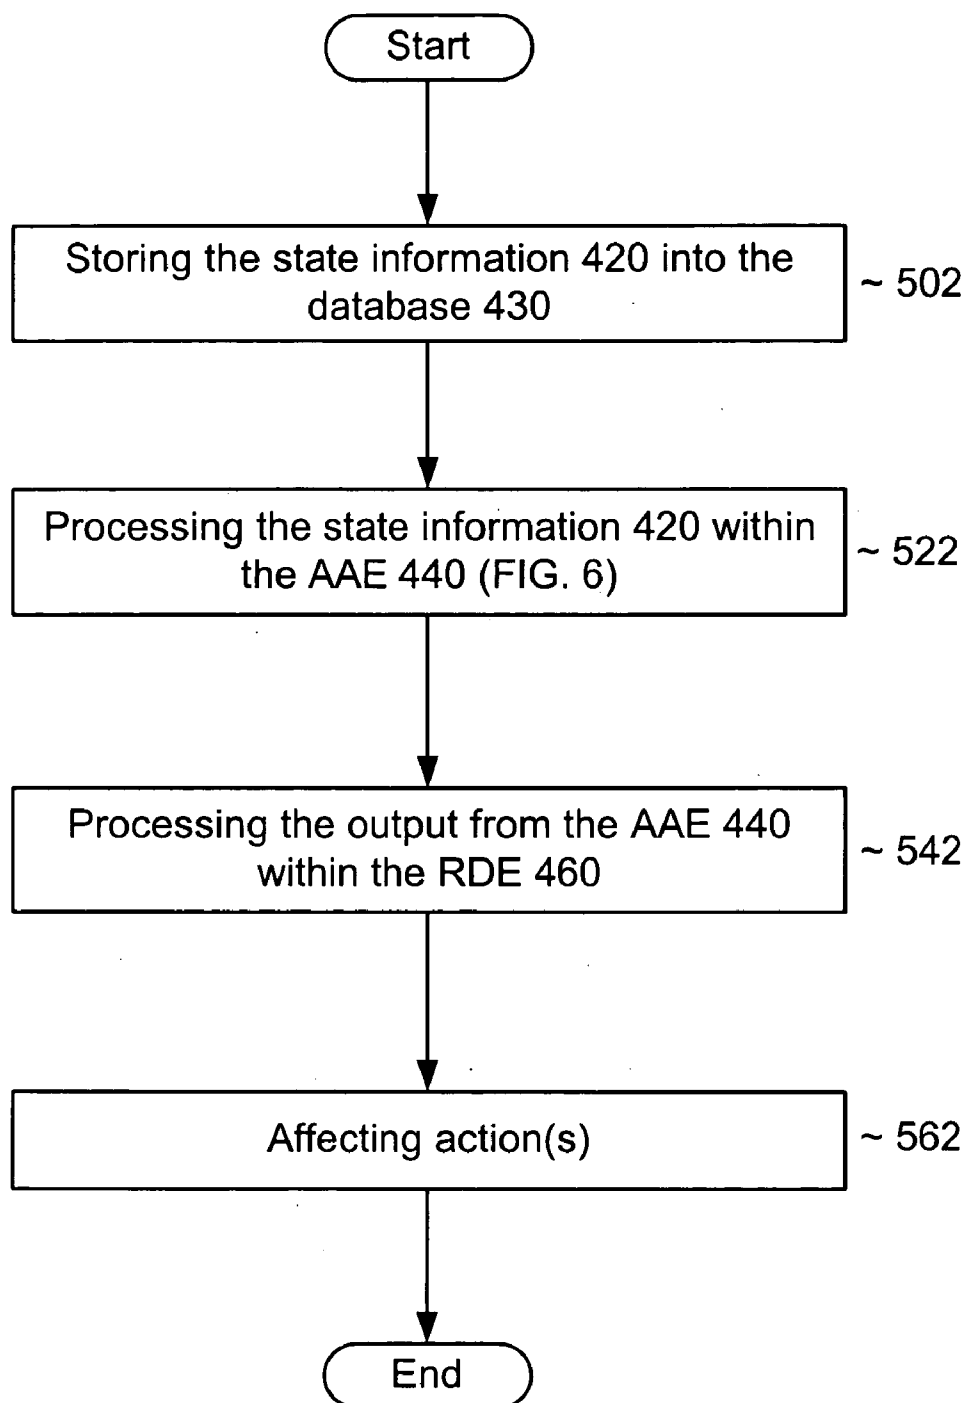 Start
Storing the state information 420 into the
database 430
~ 502
Processing the state information 420 within
the AAE 440 (FIG. 6)
~ 522
Processing the output from the AAE 440
within the RDE 460
~ 542
Affecting action(s)
~ 562
End